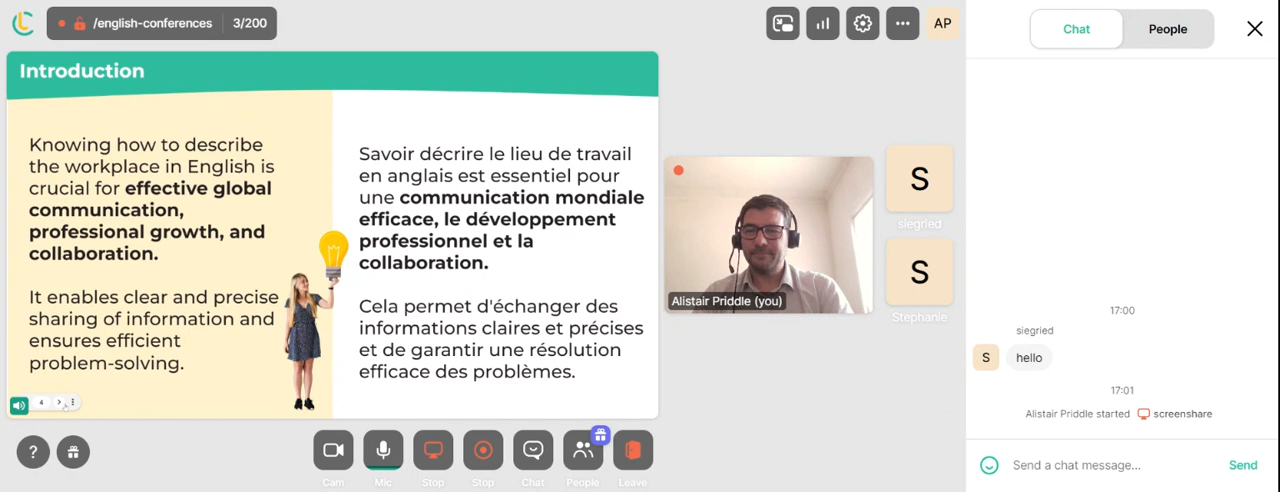 /english-conferences 3/200
AP
Introduction
Knowing how to describe
the workplace in English is
crucial for effective global
communication,
professional growth, and
collaboration.
It enables clear and precise
sharing of information and
ensures efficient
problem-solving.
4
Savoir décrire le lieu de travail
en anglais est essentiel pour
une communication mondiale
efficace, le développement
professionnel et la
collaboration.
Cela permet d'échanger des
informations claires et précises
et de garantir une résolution
efficace des problèmes.
Alistair Priddle (you)
S
siegried
S
Stephanie
?
Cam
Mic
Stop
Stop
Chat
People
Leave
Chat
People
17:00
siegried
S
hello
17:01
Alistair Priddle started screenshare
Send a chat message...
Send